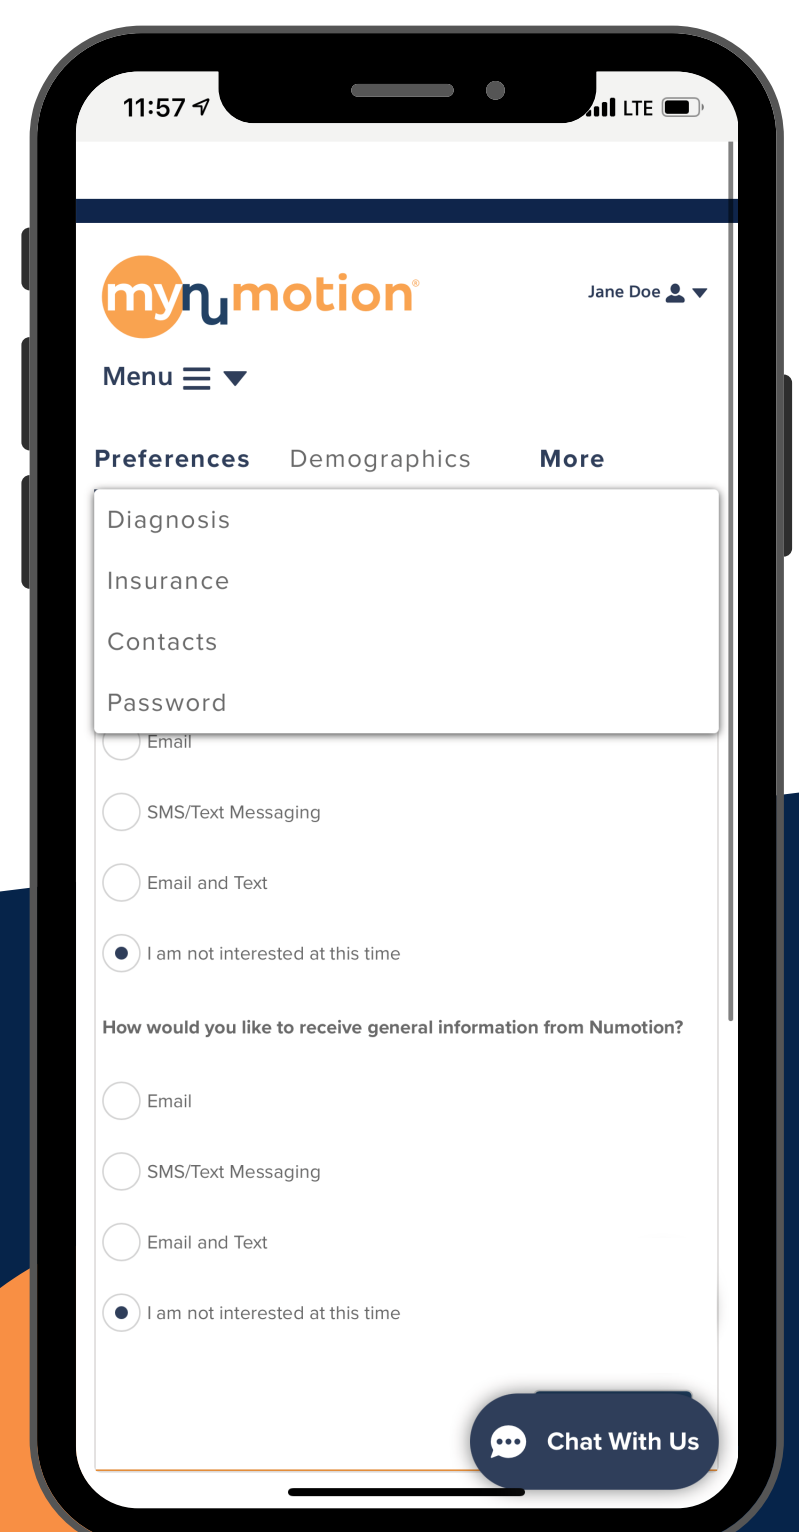 11:57 LTE
mynumotion®
Jane Doe
Menu
Preferences Demographics More
Diagnosis
Insurance
Contacts
Password
Email
SMS/Text Messaging
Email and Text
I am not interested at this time
How would you like to receive general information from Numotion?
Email
SMS/Text Messaging
Email and Text
I am not interested at this time
Chat With Us